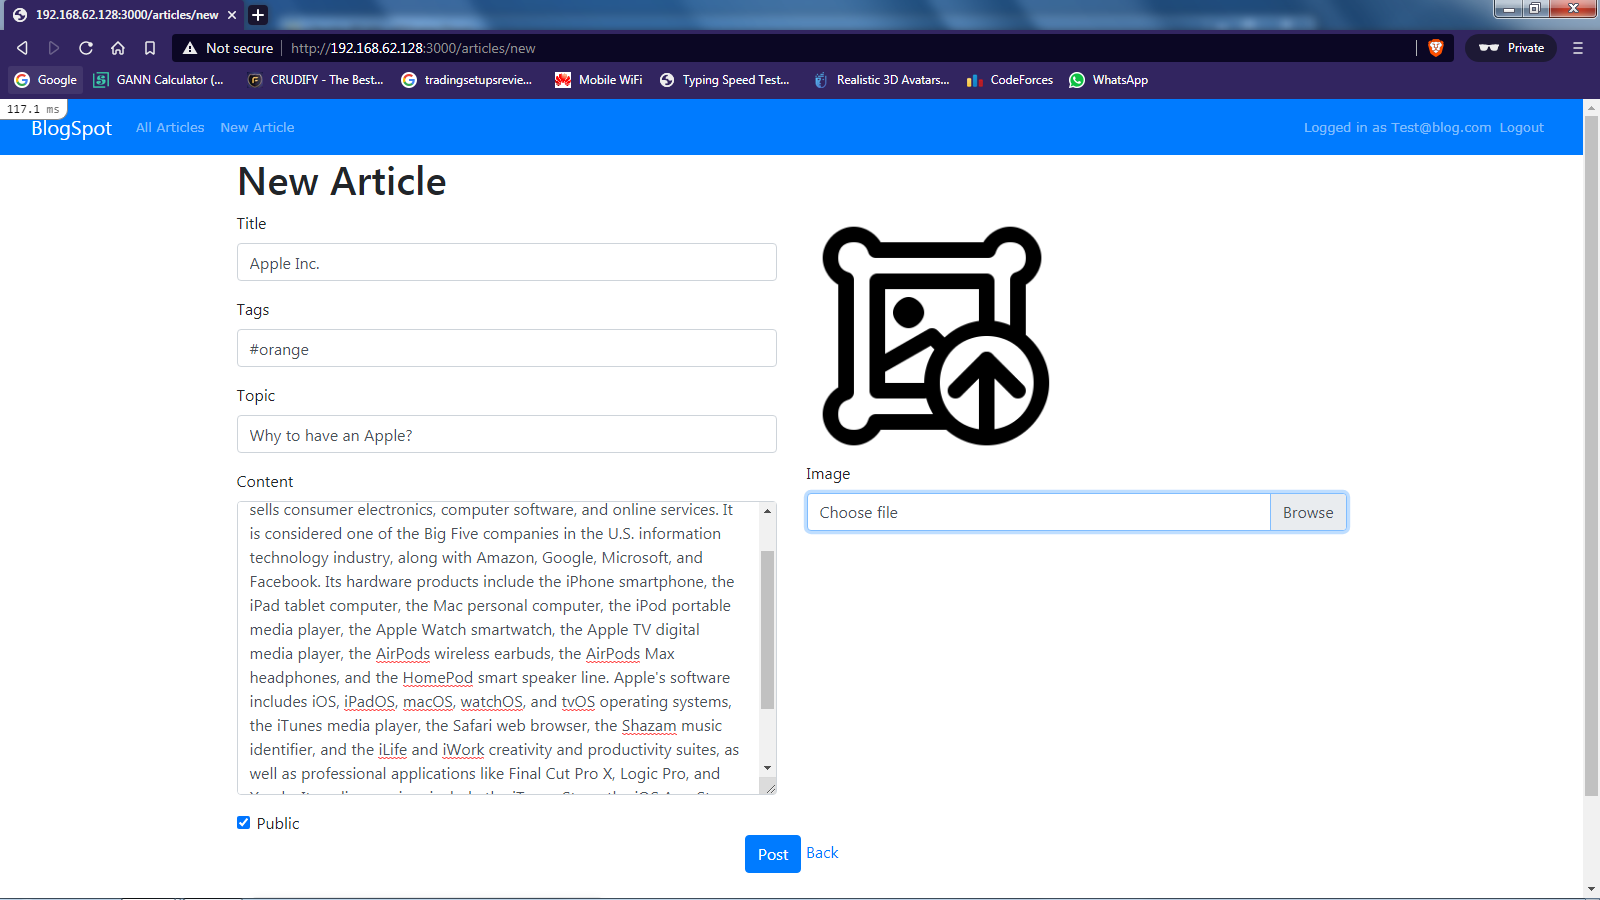 192.168.62.128:3000/articles/new
Not secure
http://192.168.62.128:3000/articles/new
Private
Google
GANN Calculator (...
CRUDIFY - The Best...
tradingsetupsrevie...
Mobile WiFi
Typing Speed Test...
Realistic 3D Avatars...
CodeForces
WhatsApp
117.1 ms
BlogSpot
All Articles
New Article
Logged in as Test@blog.com
Logout
New Article
Title
Apple Inc.
Tags
#orange
Topic
Why to have an Apple?
Content
sells consumer electronics, computer software, and online services. It
is considered one of the Big Five companies in the U.S. information
technology industry, along with Amazon, Google, Microsoft, and
Facebook. Its hardware products include the iPhone smartphone, the
iPad tablet computer, the Mac personal computer, the iPod portable
media player, the Apple Watch smartwatch, the Apple TV digital
media player, the AirPods wireless earbuds, the AirPods Max
headphones, and the HomePod smart speaker line. Apple's software
includes iOS, iPadOS, macOS, watchOS, and tvOS operating systems,
the iTunes media player, the Safari web browser, the Shazam music
identifier, and the iLife and iWork creativity and productivity suites, as
well as professional applications like Final Cut Pro X, Logic Pro, and
Image
Choose file
Browse
Public
Post
Back